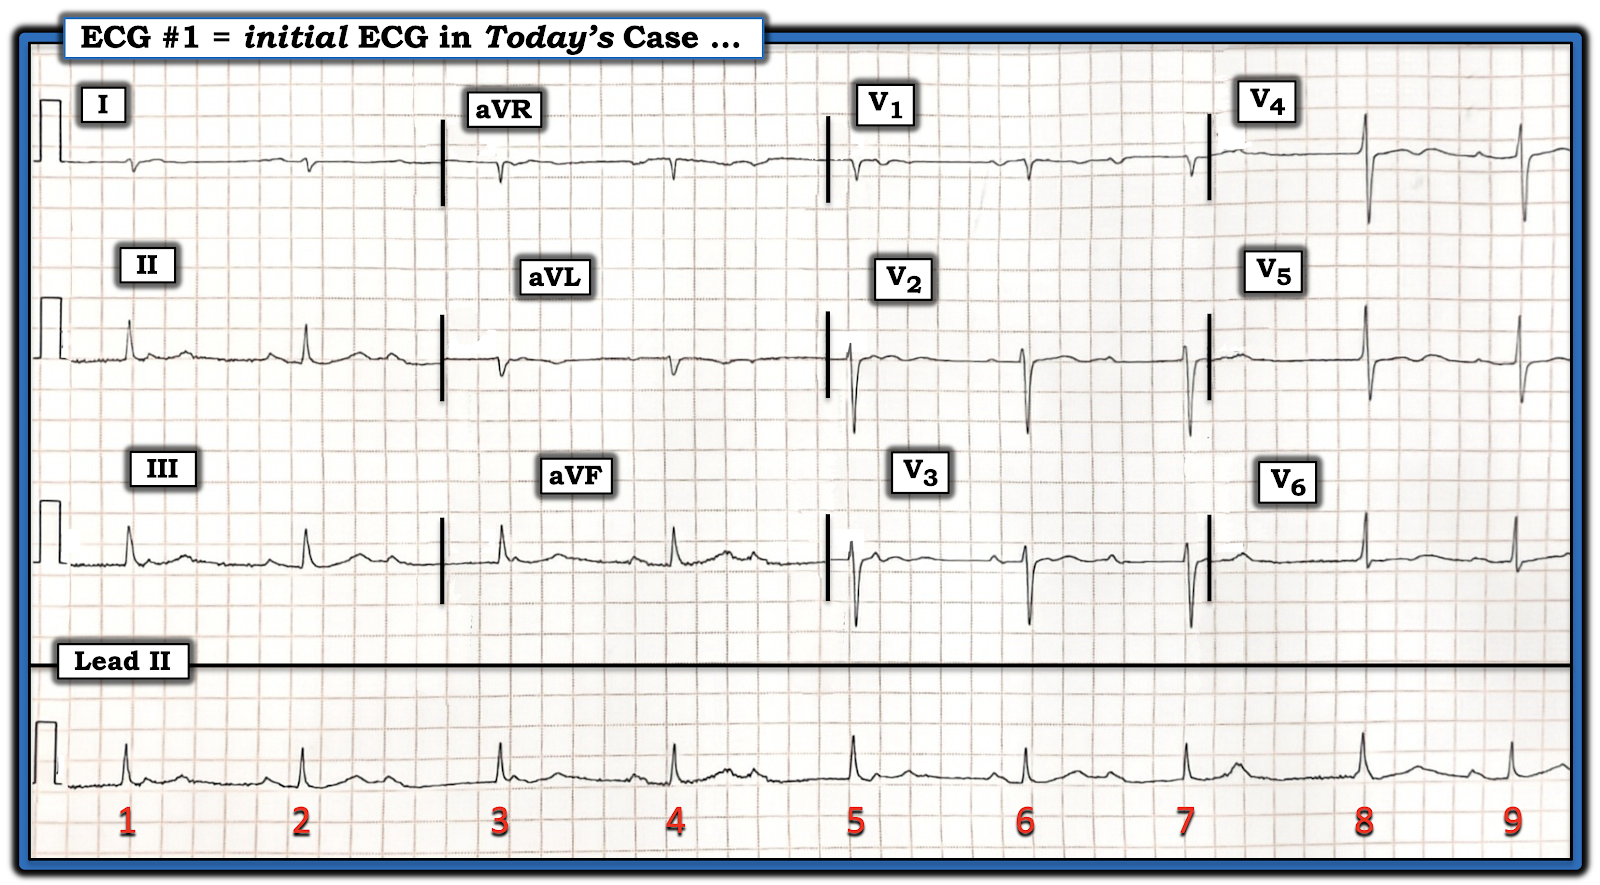 ECG #1 = initial ECG in Today's Case ...
I
aVR
V1
V4
II
aVL
V2
V5
III
aVF
V3
V6
Lead II
1 2 3 4 5 6 7 8 9